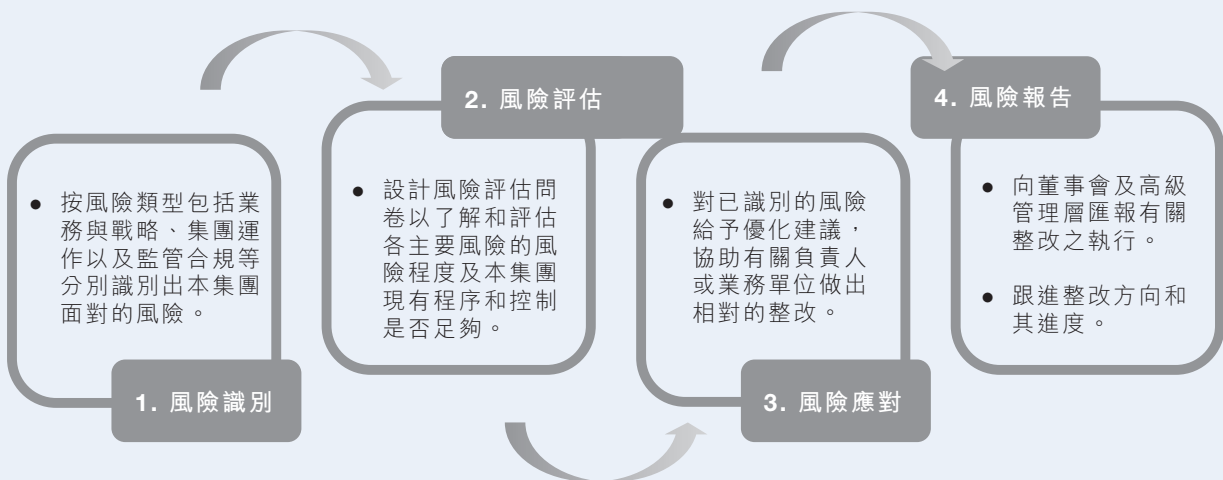 1. 風險識別
● 按風險類型包括業
務與戰略、集團運
作以及監管合規等
分別識別出本集團
面對的風險。
2. 風險評估
● 設計風險評估問
卷以了解和評估
各主要風險的風
險程度及本集團
現有程序和控制
是否足夠。
3. 風險應對
● 對已識別的風險
給予優化建議，
協助有關負責人
或業務單位做出
相對的整改。
4. 風險報告
● 向董事會及高級
管理層匯報有關
整改之執行。
● 跟進整改方向和
其進度。